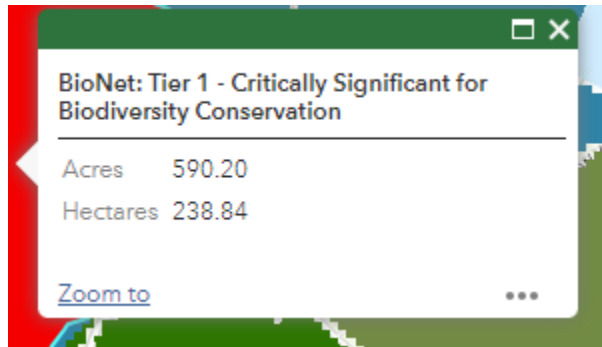 BioNet: Tier 1 - Critically Significant for
Biodiversity Conservation
Acres 590.20
Hectares 238.84
Zoom to